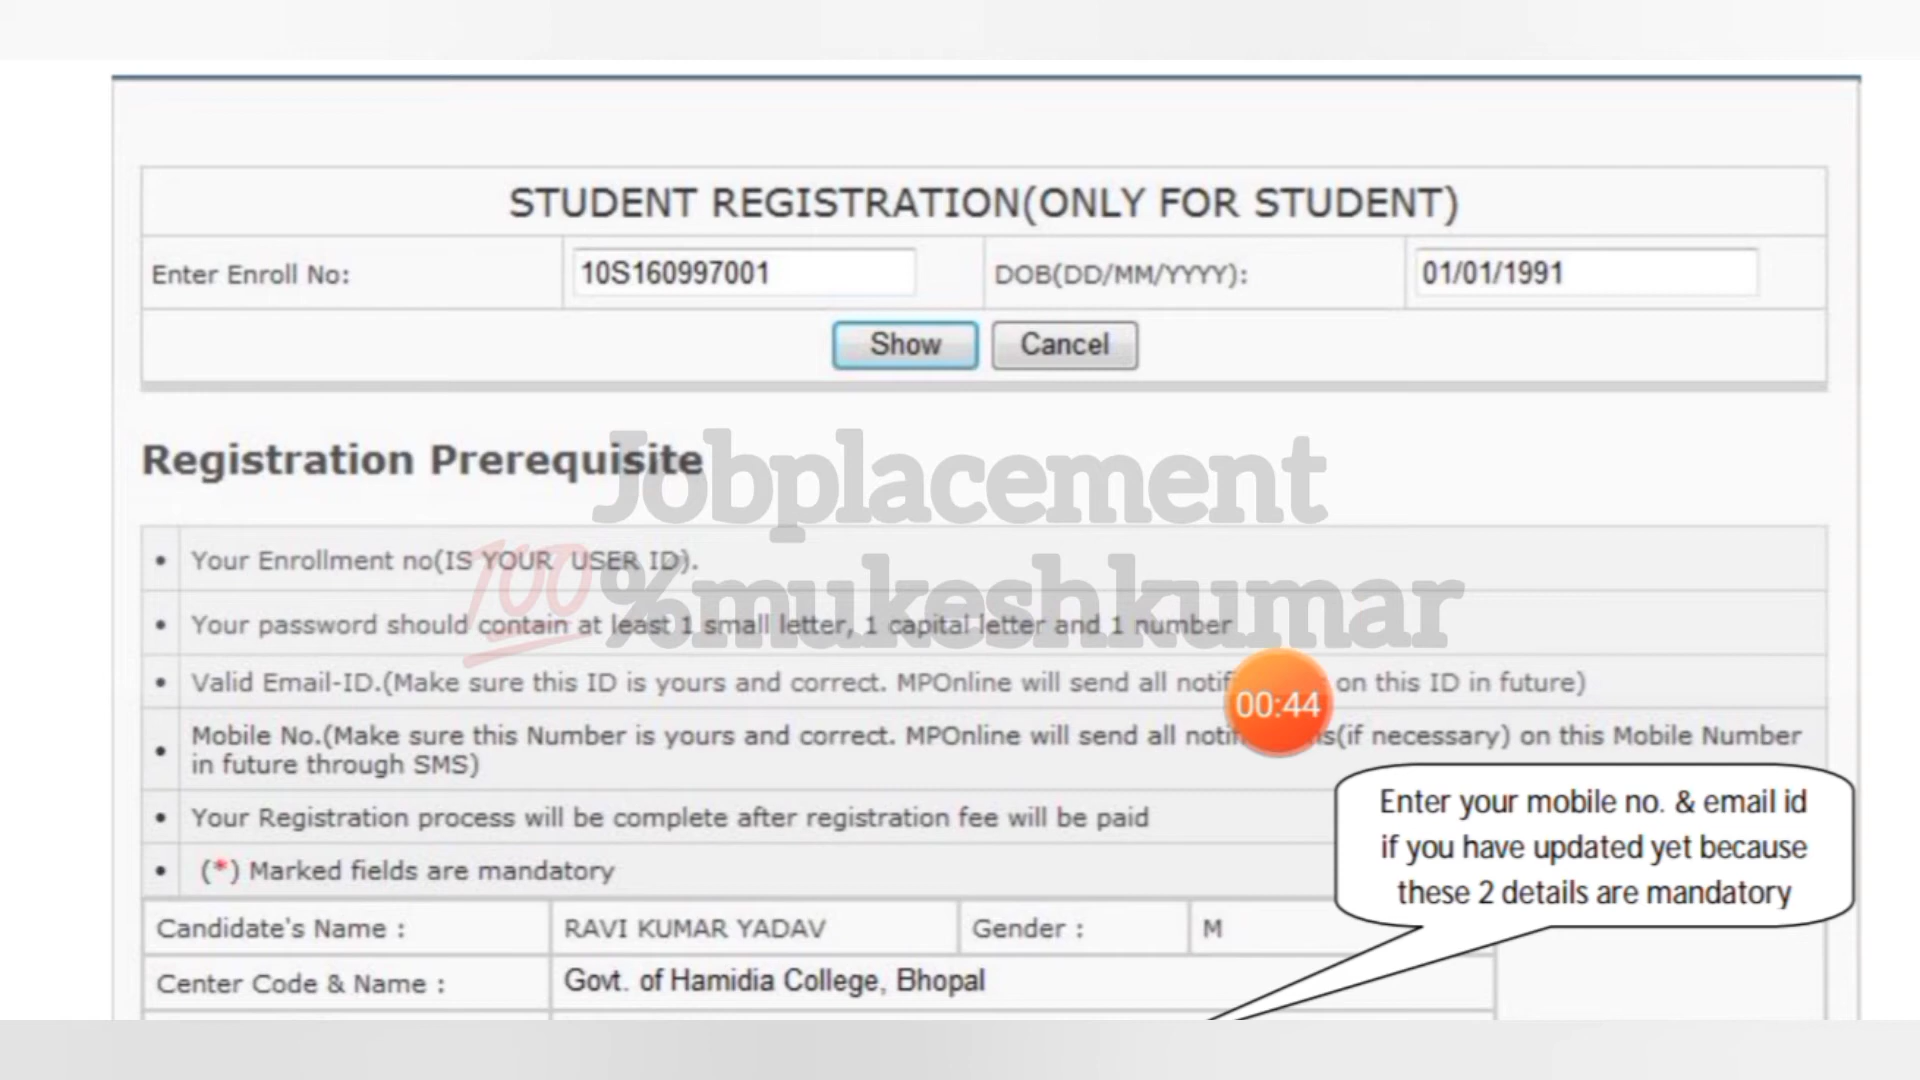 STUDENT REGISTRATION(ONLY FOR STUDENT)
Enter Enroll No: 10S160997001 DOB(DD/MM/YYYY): 01/01/1991
Show Cancel
Registration Prerequisite
Jobplacement
💯%mukeshkumar
• Your Enrollment no(IS YOUR USER ID).
• Your password should contain at least 1 small letter, 1 capital letter and 1 number
• Valid Email-ID.(Make sure this ID is yours and correct. MPOnline will send all on this ID in future)
00:44
• Mobile No.(Make sure this Number is yours and correct. MPOnline will send all (if necessary) on this Mobile Number
in future through SMS)
• Your Registration process will be complete after registration fee will be paid
• (*) Marked fields are mandatory
Enter your mobile no. & email id
if you have updated yet because
these 2 details are mandatory
Candidate's Name : RAVI KUMAR YADAV Gender : M
Center Code & Name : Govt. of Hamidia College, Bhopal